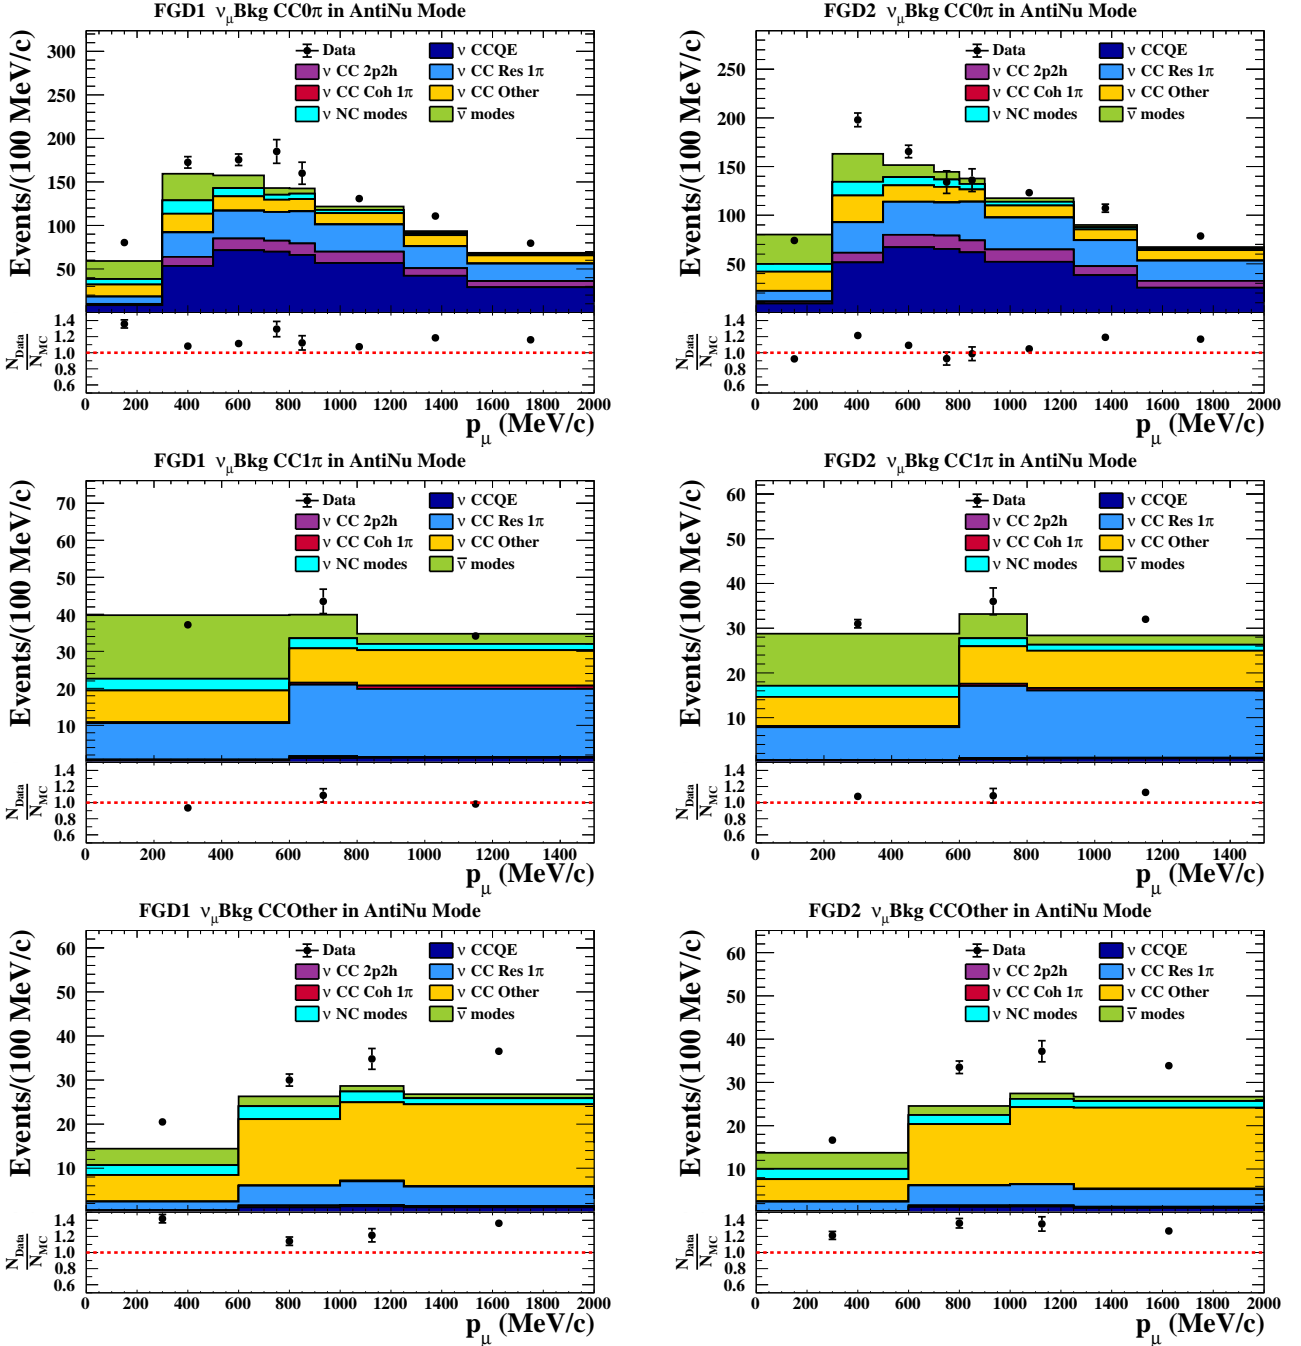 FGD1 ν_μ Bkg CC0π in AntiNu Mode
Events/(100 MeV/c)
300
250
200
150
100
50
Data
ν CCQE
ν CC 2p2h
ν CC Res 1π
ν CC Coh 1π
ν CC Other
ν NC modes
ν̅ modes
N_Data
N_MC
1.4
1.2
1.0
0.8
0.6
0 200 400 600 800 1000 1200 1400 1600 1800 2000
p_μ (MeV/c)
FGD2 ν_μ Bkg CC0π in AntiNu Mode
Events/(100 MeV/c)
250
200
150
100
50
Data
ν CCQE
ν CC 2p2h
ν CC Res 1π
ν CC Coh 1π
ν CC Other
ν NC modes
ν̅ modes
N_Data
N_MC
1.4
1.2
1.0
0.8
0.6
0 200 400 600 800 1000 1200 1400 1600 1800 2000
p_μ (MeV/c)
FGD1 ν_μ Bkg CC1π in AntiNu Mode
Events/(100 MeV/c)
70
60
50
40
30
20
10
Data
ν CCQE
ν CC 2p2h
ν CC Res 1π
ν CC Coh 1π
ν CC Other
ν NC modes
ν̅ modes
N_Data
N_MC
1.4
1.2
1.0
0.8
0.6
0 200 400 600 800 1000 1200 1400
p_μ (MeV/c)
FGD2 ν_μ Bkg CC1π in AntiNu Mode
Events/(100 MeV/c)
60
50
40
30
20
10
Data
ν CCQE
ν CC 2p2h
ν CC Res 1π
ν CC Coh 1π
ν CC Other
ν NC modes
ν̅ modes
N_Data
N_MC
1.4
1.2
1.0
0.8
0.6
0 200 400 600 800 1000 1200 1400
p_μ (MeV/c)
FGD1 ν_μ Bkg CCOther in AntiNu Mode
Events/(100 MeV/c)
60
50
40
30
20
10
Data
ν CCQE
ν CC 2p2h
ν CC Res 1π
ν CC Coh 1π
ν CC Other
ν NC modes
ν̅ modes
N_Data
N_MC
1.4
1.2
1.0
0.8
0.6
0 200 400 600 800 1000 1200 1400 1600 1800 2000
p_μ (MeV/c)
FGD2 ν_μ Bkg CCOther in AntiNu Mode
Events/(100 MeV/c)
60
50
40
30
20
10
Data
ν CCQE
ν CC 2p2h
ν CC Res 1π
ν CC Coh 1π
ν CC Other
ν NC modes
ν̅ modes
N_Data
N_MC
1.4
1.2
1.0
0.8
0.6
0 200 400 600 800 1000 1200 1400 1600 1800 2000
p_μ (MeV/c)